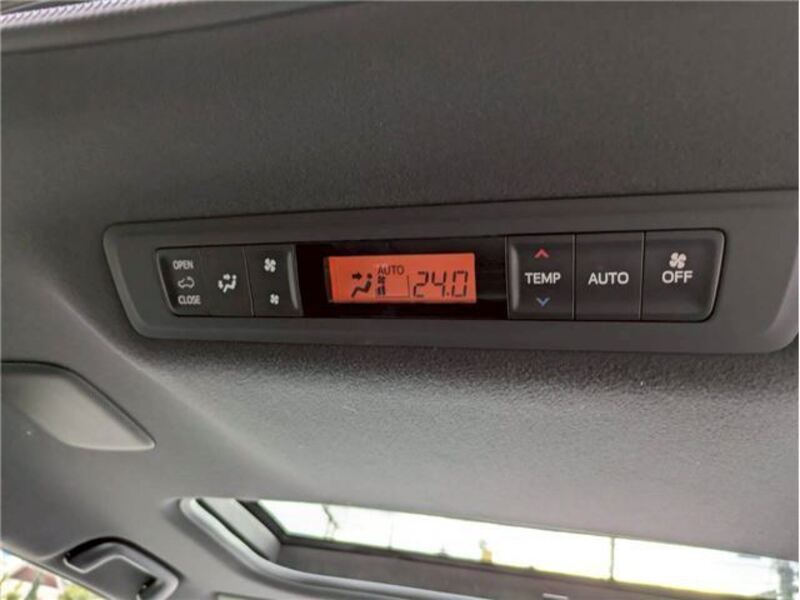 OPEN
CLOSE
AUTO
24.0
TEMP
AUTO
OFF